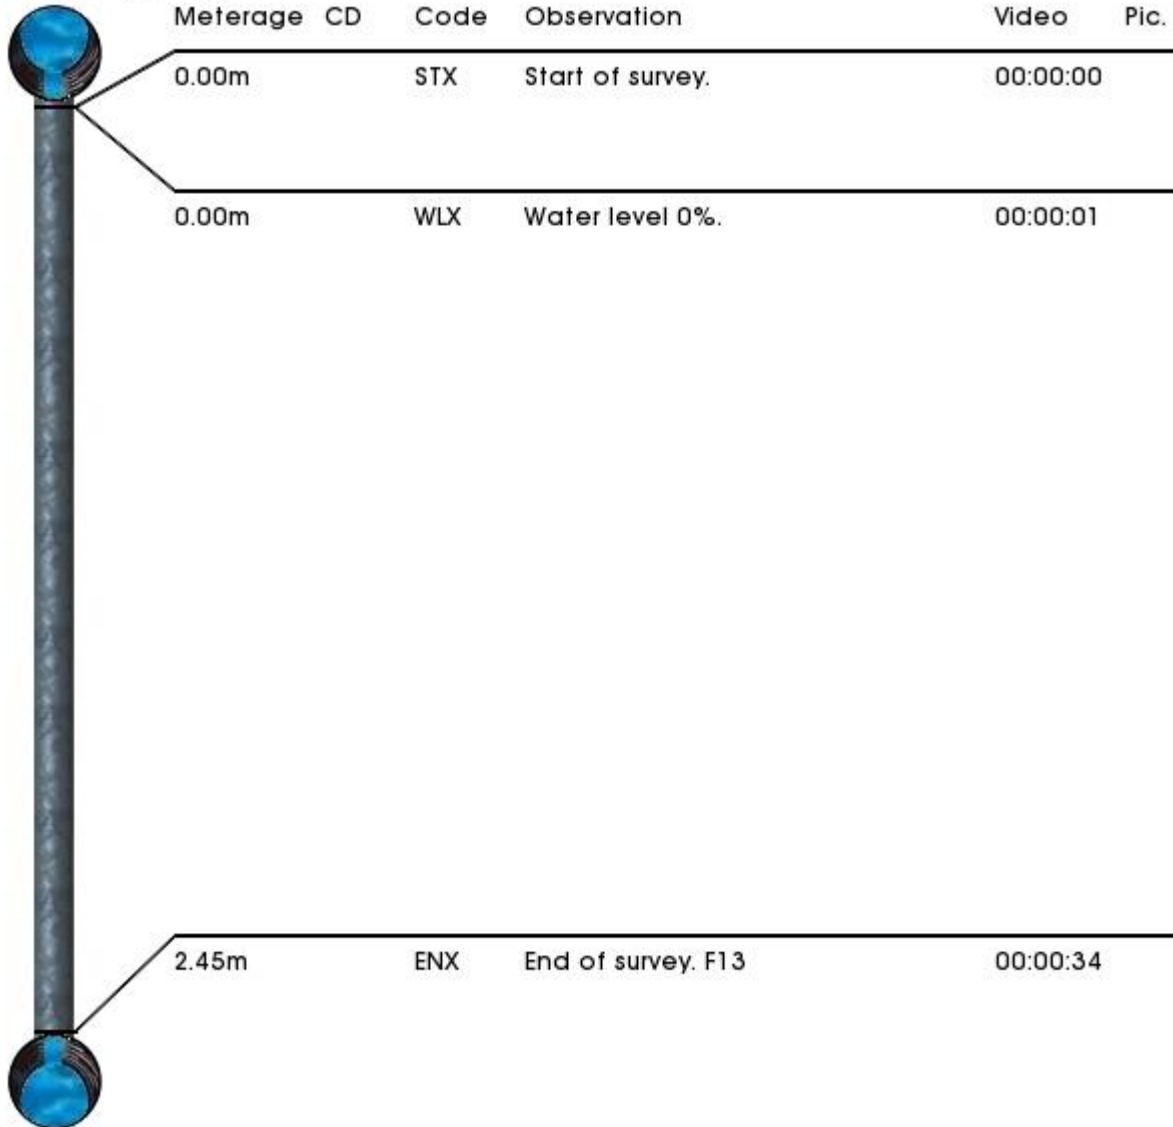 Meterage CD Code Observation Video Pic.
0.00m STX Start of survey. 00:00:00
0.00m WLX Water level 0%. 00:00:01
2.45m ENX End of survey. F13 00:00:34